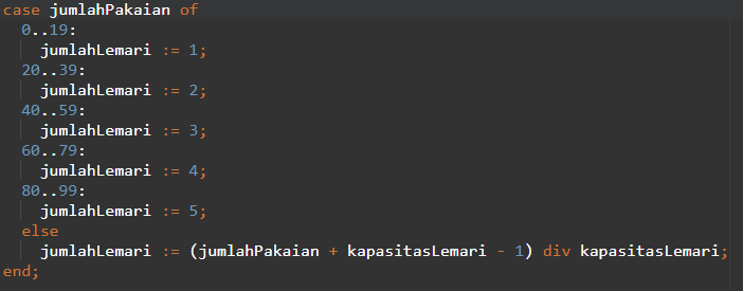 case jumlahPakaian of
0..19:
jumlahLemari := 1;
20..39:
jumlahLemari := 2;
40..59:
jumlahLemari := 3;
60..79:
jumlahLemari := 4;
80..99:
jumlahLemari := 5;
else
jumlahLemari := (jumlahPakaian + kapasitasLemari - 1) div kapasitasLemari;
end;